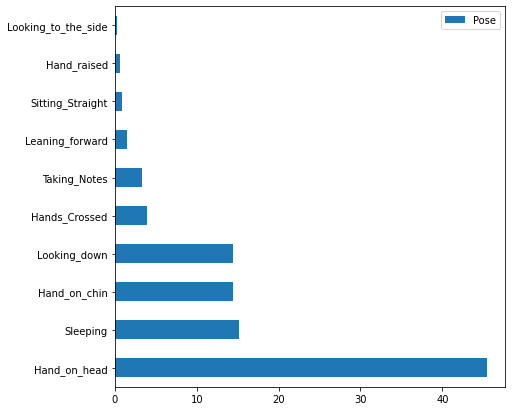 Pose
Looking_to_the_side
Hand_raised
Sitting_Straight
Leaning_forward
Taking_Notes
Hands_Crossed
Looking_down
Hand_on_chin
Sleeping
Hand_on_head
0 10 20 30 40